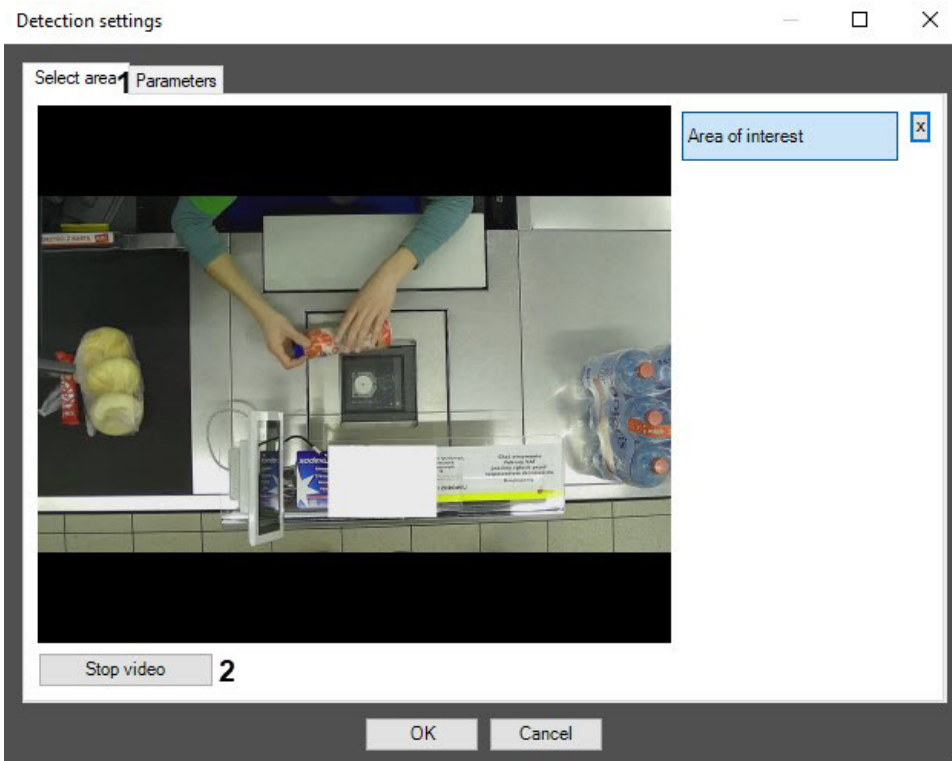 Detection settings
Select area
1
Parameters
Area of interest
x
Stop video
2
OK
Cancel